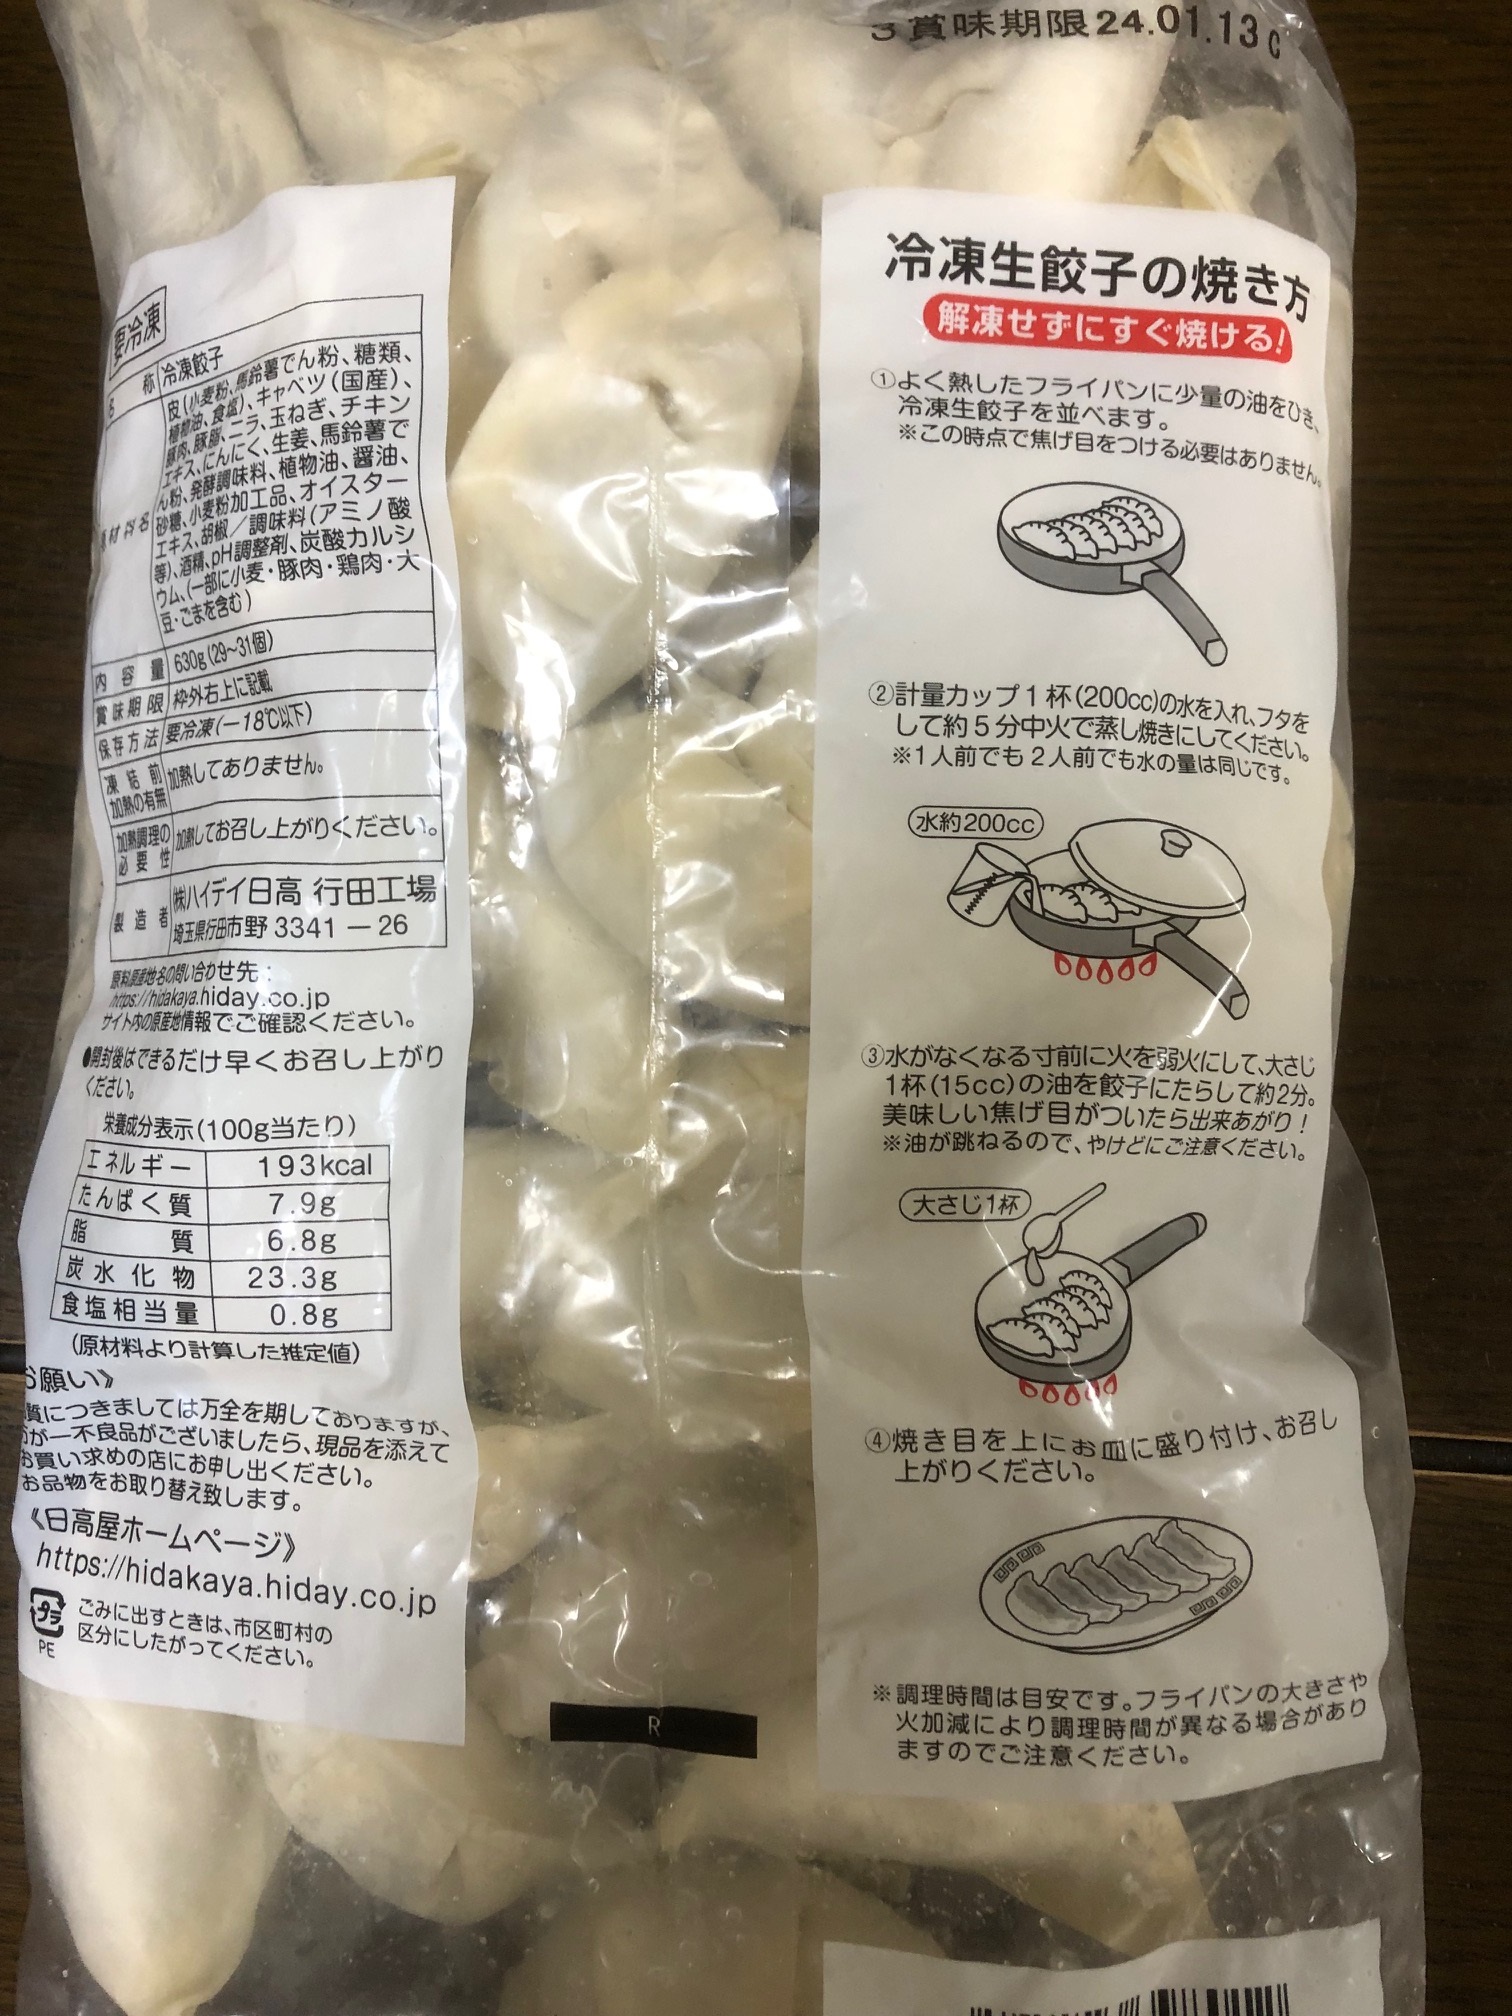 賞味期限24.01.13
要冷凍
名 称 冷凍餃子
原材料名
皮(小麦粉、馬鈴薯でん粉、糖類、
植物油、食塩)、キャベツ(国産)、
豚肉、豚脂、ニラ、玉ねぎ、チキン
エキス、にんにく、生姜、馬鈴薯で
ん粉、発酵調味料、植物油、醤油、
砂糖、小麦粉加工品、オイスター
エキス、胡椒/調味料(アミノ酸
等)、酒精、pH調整剤、炭酸カルシ
ウム、(一部に小麦・豚肉・鶏肉・大
豆・ごまを含む)
内容量 630g(29〜31個)
賞味期限 枠外右上に記載
保存方法 要冷凍(−18℃以下)
凍結前
加熱の有無 加熱してありません。
加熱調理の
必要性 加熱してお召し上がりください。
製造者 ㈱ハイデイ日高 行田工場
埼玉県行田市野3341−26
原料原産地名の問い合わせ先:
https://hidakaya.hiday.co.jp
サイト内の原産地情報でご確認ください。
●開封後はできるだけ早くお召し上がり
ください。
栄養成分表示(100g当たり)
エネルギー 193kcal
たんぱく質 7.9g
脂質 6.8g
炭水化物 23.3g
食塩相当量 0.8g
(原材料より計算した推定値)
お願い》
質につきましては万全を期しておりますが、
が一不良品がございましたら、現品を添えて
お買い求めの店にお申し出ください。
お品物をお取り替え致します。
《日高屋ホームページ》
https://hidakaya.hiday.co.jp
プラ
PE
ごみに出すときは、市区町村の
区分にしたがってください。
R
冷凍生餃子の焼き方
解凍せずにすぐ焼ける!
①よく熱したフライパンに少量の油をひき、
冷凍生餃子を並べます。
※この時点で焦げ目をつける必要はありません。
②計量カップ1杯(200cc)の水を入れ、フタを
して約5分中火で蒸し焼きにしてください。
※1人前でも2人前でも水の量は同じです。
水約200cc
③水がなくなる寸前に火を弱火にして、大さじ
1杯(15cc)の油を餃子にたらして約2分。
美味しい焦げ目がついたら出来あがり!
※油が跳ねるので、やけどにご注意ください。
大さじ1杯
④焼き目を上にお皿に盛り付け、お召し
上がりください。
※調理時間は目安です。フライパンの大きさや
火加減により調理時間が異なる場合があり
ますのでご注意ください。